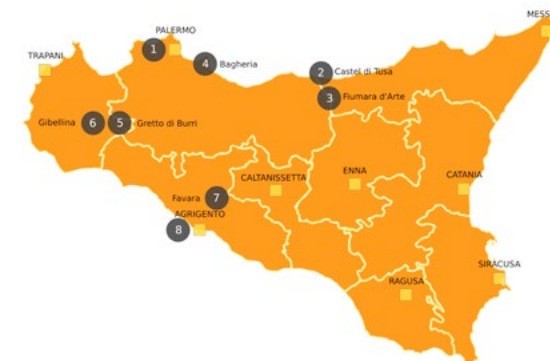 MESS
PALERMO
1
TRAPANI
4 Bagheria
2 Castel di Tusa
3 Fiumara d'Arte
Gibellina 6
5 Gretto di Burri
ENNA
CALTANISSETTA
CATANIA
Favara 7
AGRIGENTO
8
SIRACUSA
RAGUSA